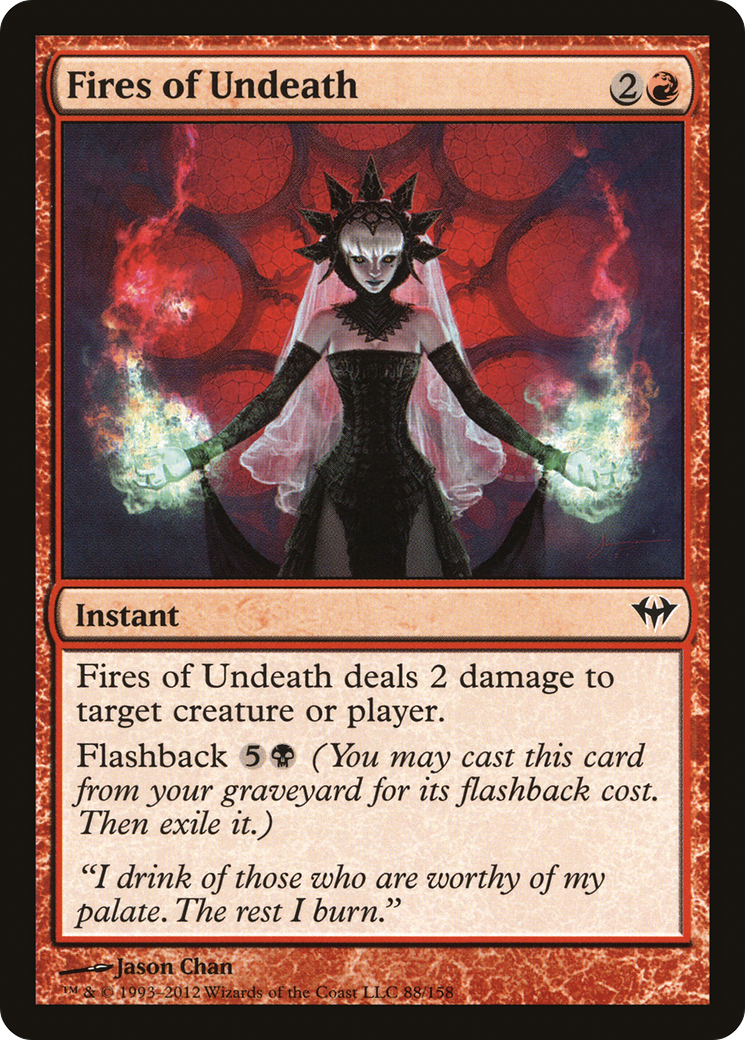 Fires of Undeath
2
Instant
Fires of Undeath deals 2 damage to
target creature or player.
Flashback 5 (You may cast this card
from your graveyard for its flashback cost.
Then exile it.)
“I drink of those who are worthy of my
palate. The rest I burn.”
Jason Chan
™ & © 1993–2012 Wizards of the Coast LLC 88/158